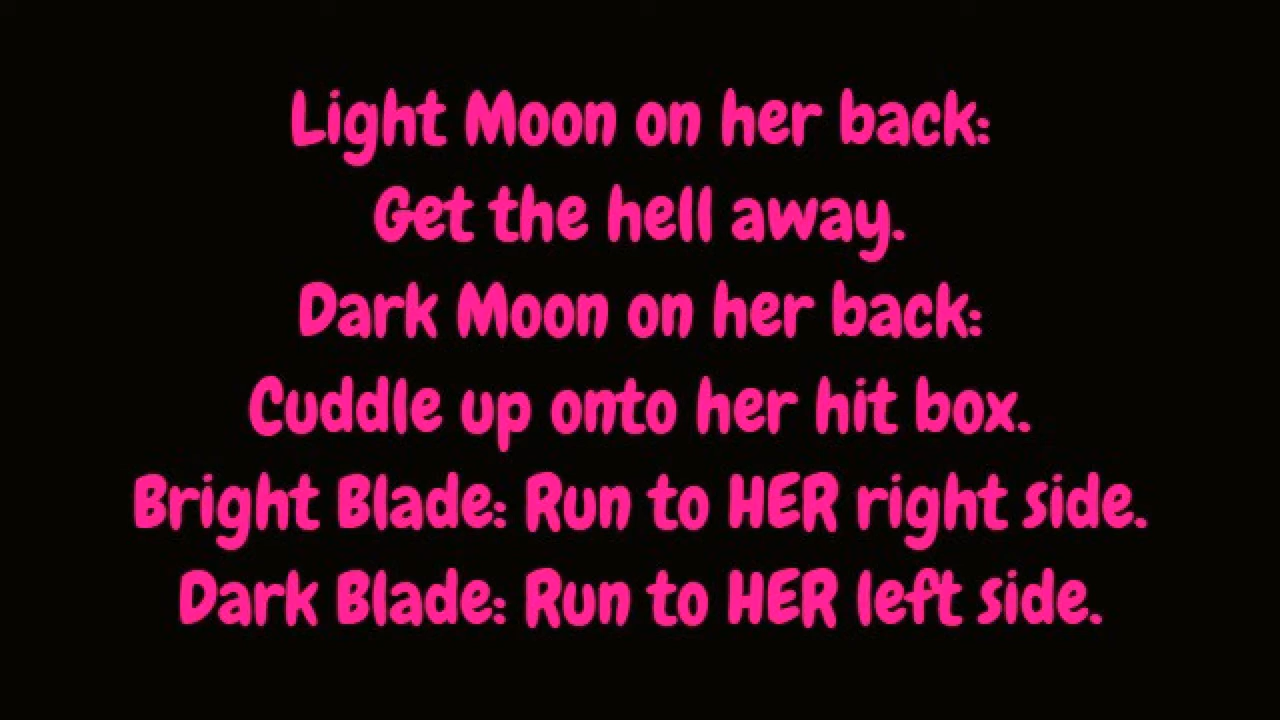 Light Moon on her back:
Get the hell away.
Dark Moon on her back:
Cuddle up onto her hit box.
Bright Blade: Run to HER right side.
Dark Blade: Run to HER left side.